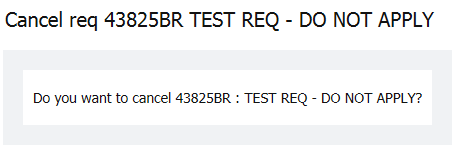 Cancel req 43825BR TEST REQ - DO NOT APPLY
Do you want to cancel 43825BR : TEST REQ - DO NOT APPLY?